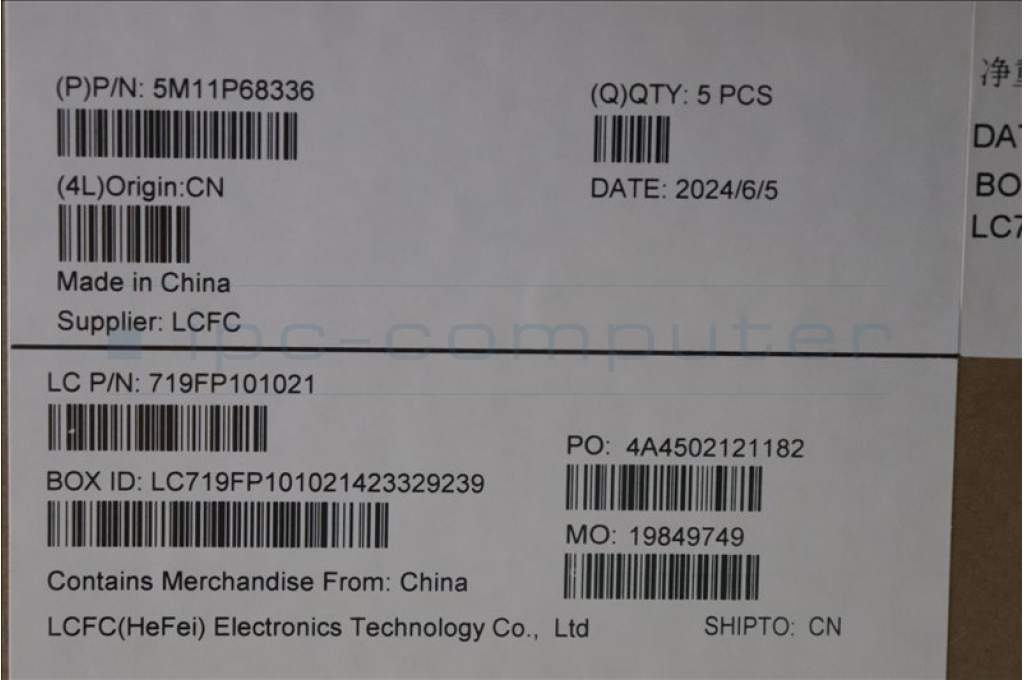 (P)P/N: 5M11P68336
(Q)QTY: 5 PCS
(4L)Origin:CN
DATE: 2024/6/5
Made in China
Supplier: LCFC
ipc-computer
LC P/N: 719FP101021
PO: 4A4502121182
BOX ID: LC719FP101021423329239
MO: 19849749
Contains Merchandise From: China
LCFC(HeFei) Electronics Technology Co., Ltd
SHIPTO: CN
净
DA
BO
LC7